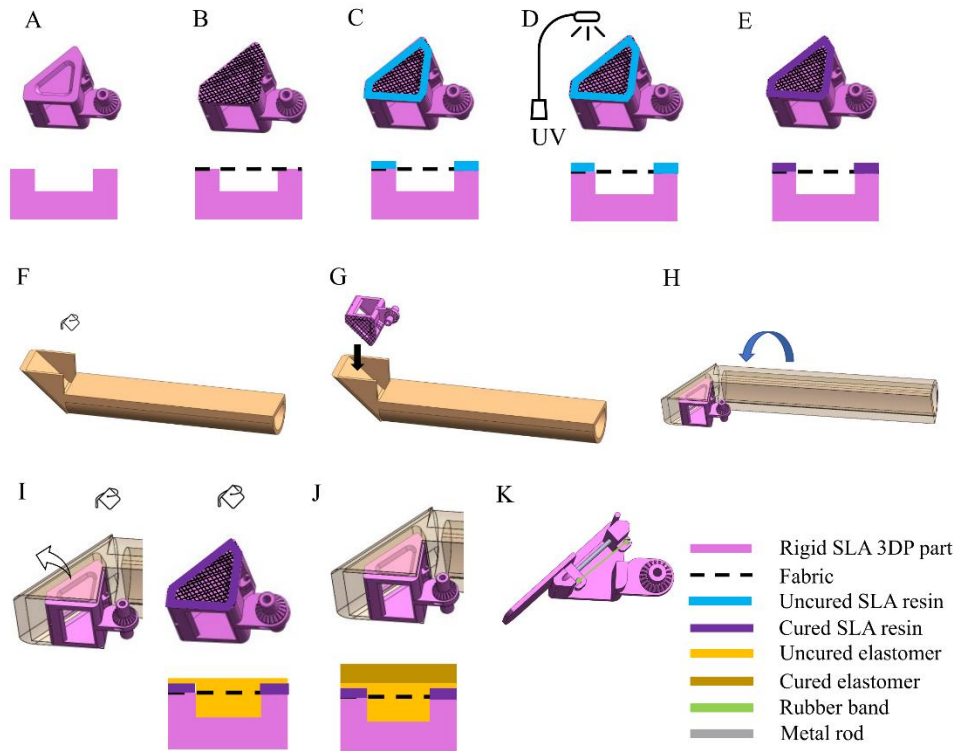 A
B
C
D
E
UV
F
G
H
I
J
K
Rigid SLA 3DP part
Fabric
Uncured SLA resin
Cured SLA resin
Uncured elastomer
Cured elastomer
Rubber band
Metal rod